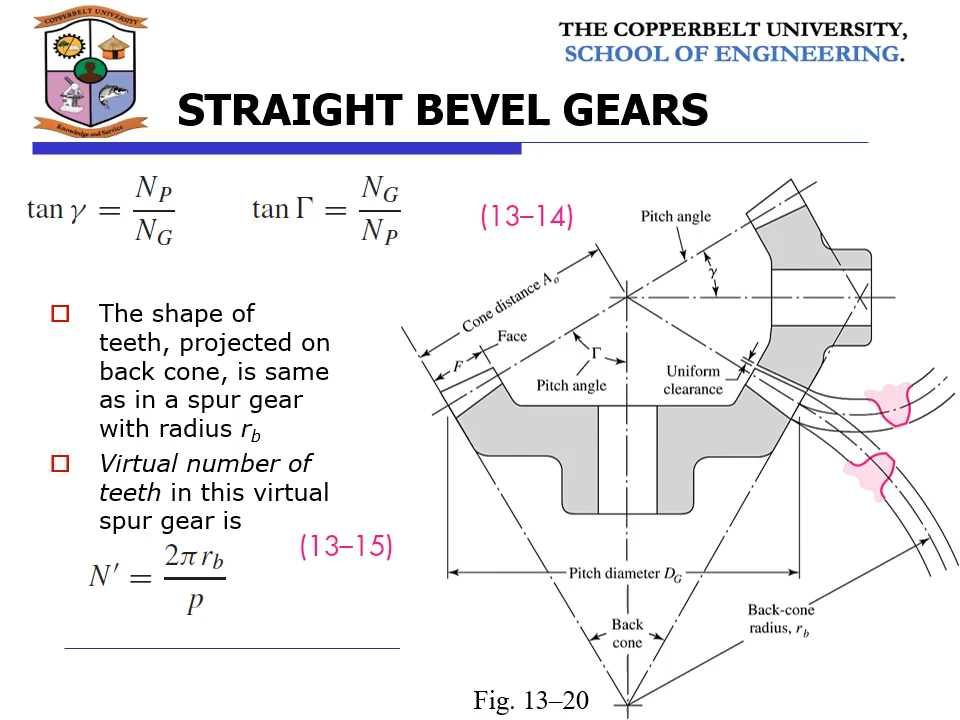 COPPERBELT UNIVERSITY
Knowledge and Service
THE COPPERBELT UNIVERSITY,
SCHOOL OF ENGINEERING.
STRAIGHT BEVEL GEARS
tan γ = N_P / N_G
tan Γ = N_G / N_P
(13–14)
The shape of
teeth, projected on
back cone, is same
as in a spur gear
with radius r_b
Virtual number of
teeth in this virtual
spur gear is
N′ = 2π r_b / p
(13–15)
Pitch angle
γ
Cone distance A_o
Face
F
Γ
Pitch angle
Uniform
clearance
Pitch diameter D_G
Back-cone
radius, r_b
Back
cone
Fig. 13–20